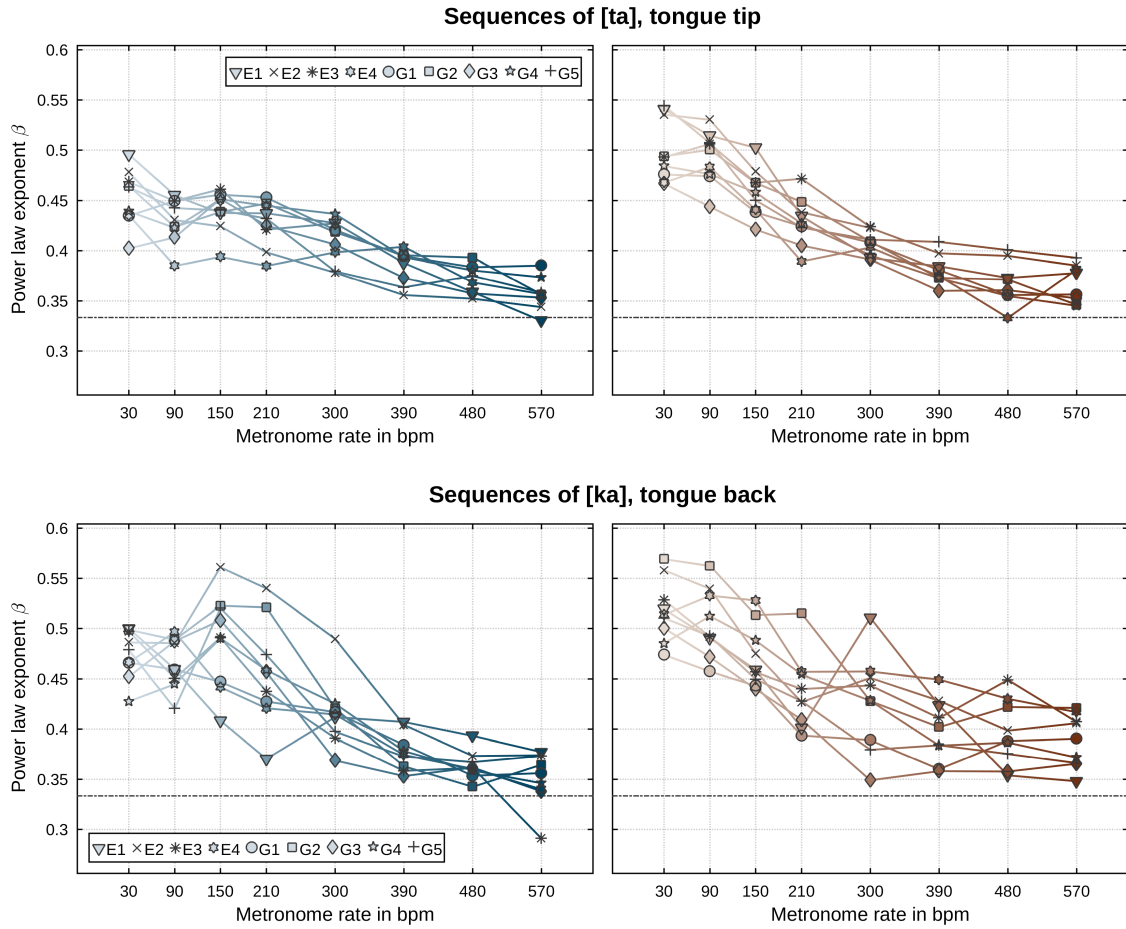 Sequences of [ta], tongue tip
0.6
0.55
0.5
0.45
0.4
0.35
0.3
Power law exponent β
E1 E2 E3 E4 G1 G2 G3 G4 G5
30 90 150 210 300 390 480 570
Metronome rate in bpm
30 90 150 210 300 390 480 570
Metronome rate in bpm
Sequences of [ka], tongue back
0.6
0.55
0.5
0.45
0.4
0.35
0.3
Power law exponent β
E1 E2 E3 E4 G1 G2 G3 G4 G5
30 90 150 210 300 390 480 570
Metronome rate in bpm
30 90 150 210 300 390 480 570
Metronome rate in bpm